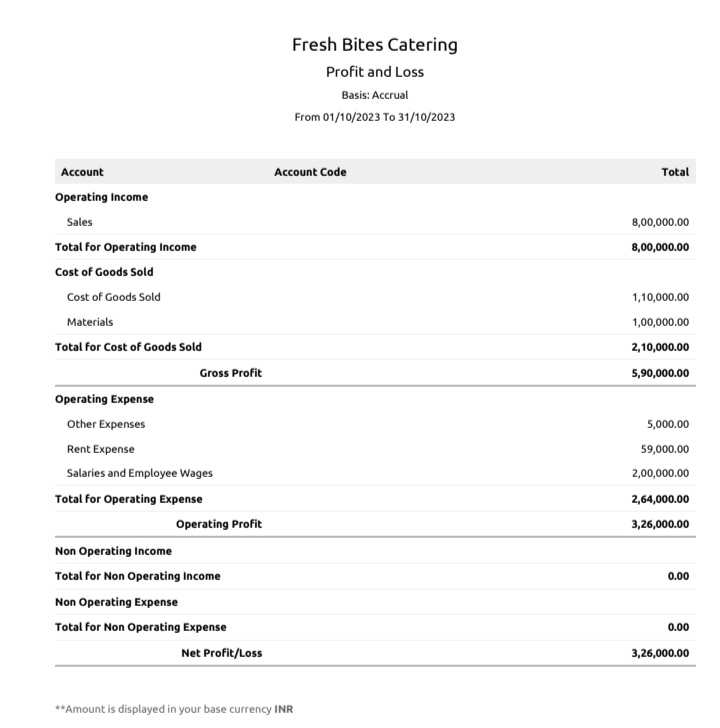 Fresh Bites Catering
Profit and Loss
Basis: Accrual
From 01/10/2023 To 31/10/2023
Account Account Code Total
Operating Income
Sales 8,00,000.00
Total for Operating Income 8,00,000.00
Cost of Goods Sold
Cost of Goods Sold 1,10,000.00
Materials 1,00,000.00
Total for Cost of Goods Sold 2,10,000.00
Gross Profit 5,90,000.00
Operating Expense
Other Expenses 5,000.00
Rent Expense 59,000.00
Salaries and Employee Wages 2,00,000.00
Total for Operating Expense 2,64,000.00
Operating Profit 3,26,000.00
Non Operating Income
Total for Non Operating Income 0.00
Non Operating Expense
Total for Non Operating Expense 0.00
Net Profit/Loss 3,26,000.00
**Amount is displayed in your base currency INR